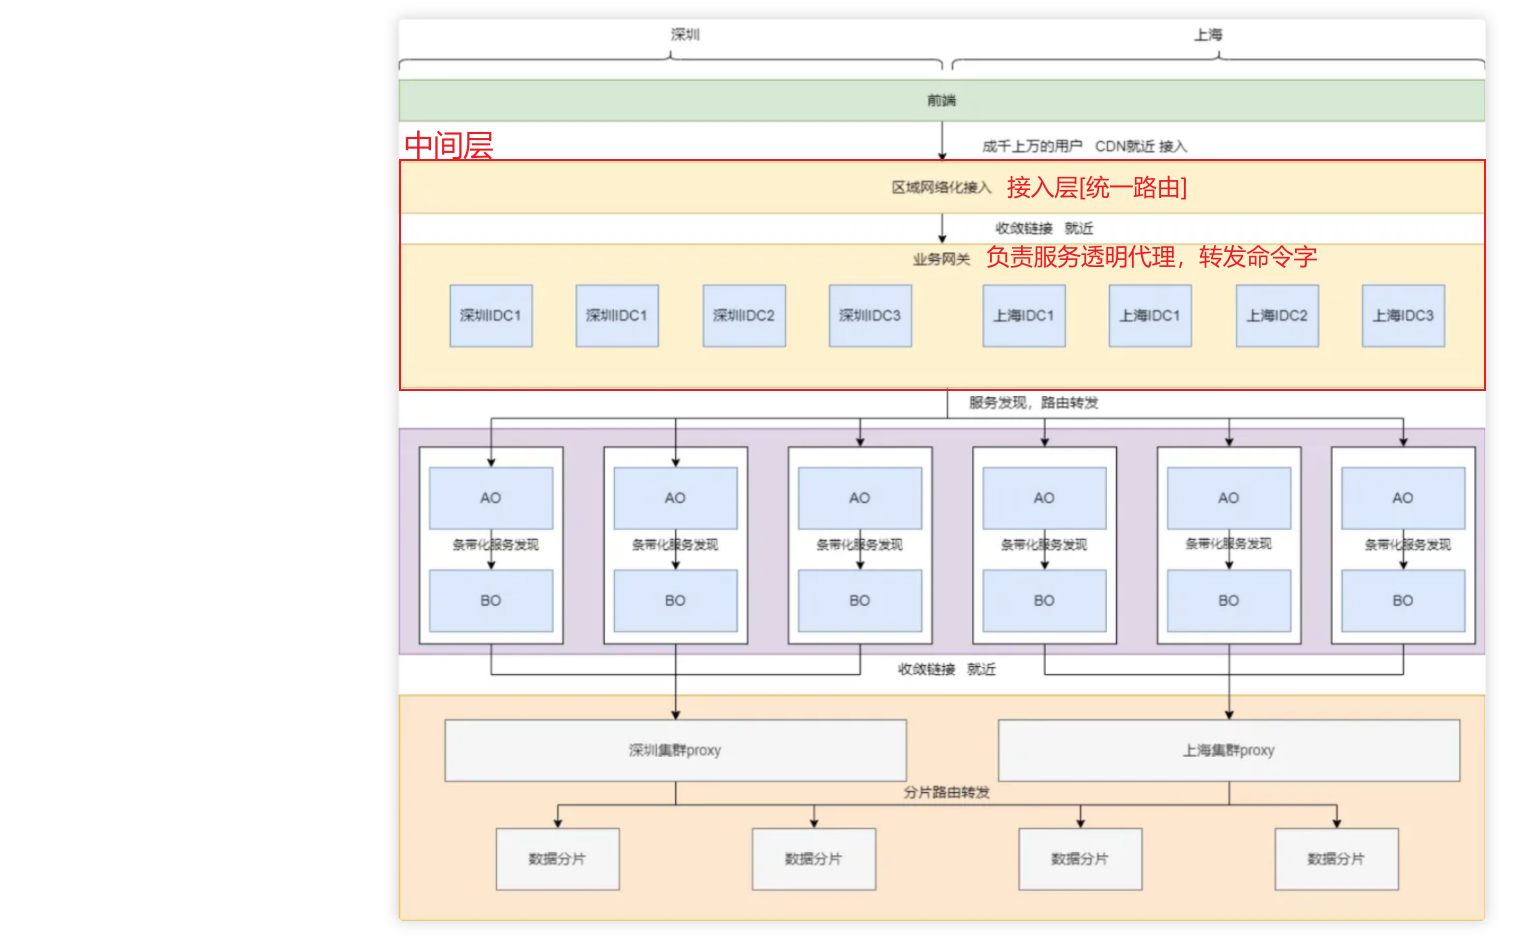 深圳
上海
前端
中间层
成千上万的用户 CDN就近 接入
区域网络化接入 接入层[统一路由]
收敛链接 就近
业务网关 负责服务透明代理，转发命令字
深圳IDC1
深圳IDC1
深圳IDC2
深圳IDC3
上海IDC1
上海IDC1
上海IDC2
上海IDC3
服务发现，路由转发
AO
AO
AO
AO
AO
AO
条带化服务发现
条带化服务发现
条带化服务发现
条带化服务发现
条带化服务发现
条带化服务发现
BO
BO
BO
BO
BO
BO
收敛链接 就近
深圳集群proxy
上海集群proxy
分片路由转发
数据分片
数据分片
数据分片
数据分片